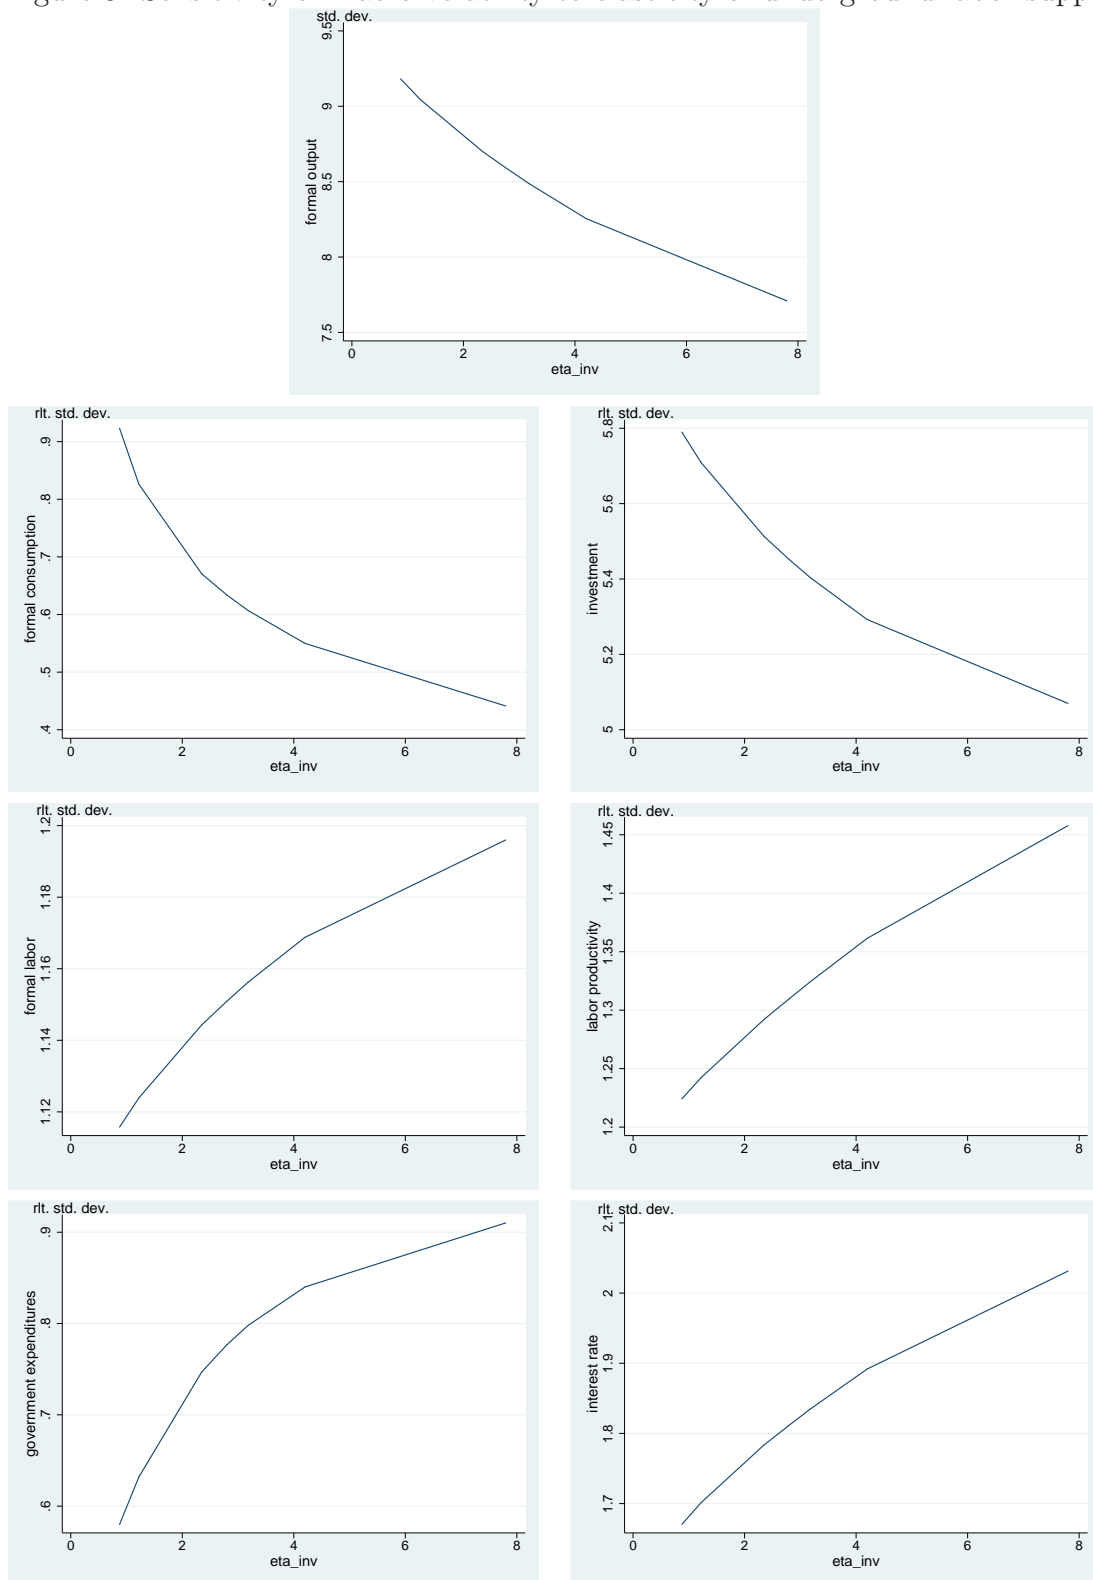 std. dev.
formal output
9.5
9
8.5
8
7.5
0 2 4 6 8
eta_inv
rlt. std. dev.
formal consumption
.9
.8
.7
.6
.5
.4
0 2 4 6 8
eta_inv
rlt. std. dev.
investment
5.8
5.6
5.4
5.2
5
0 2 4 6 8
eta_inv
rlt. std. dev.
formal labor
1.2
1.18
1.16
1.14
1.12
0 2 4 6 8
eta_inv
rlt. std. dev.
labor productivity
1.45
1.4
1.35
1.3
1.25
1.2
0 2 4 6 8
eta_inv
rlt. std. dev.
government expenditures
.9
.8
.7
.6
0 2 4 6 8
eta_inv
rlt. std. dev.
interest rate
2.1
2
1.9
1.8
1.7
0 2 4 6 8
eta_inv